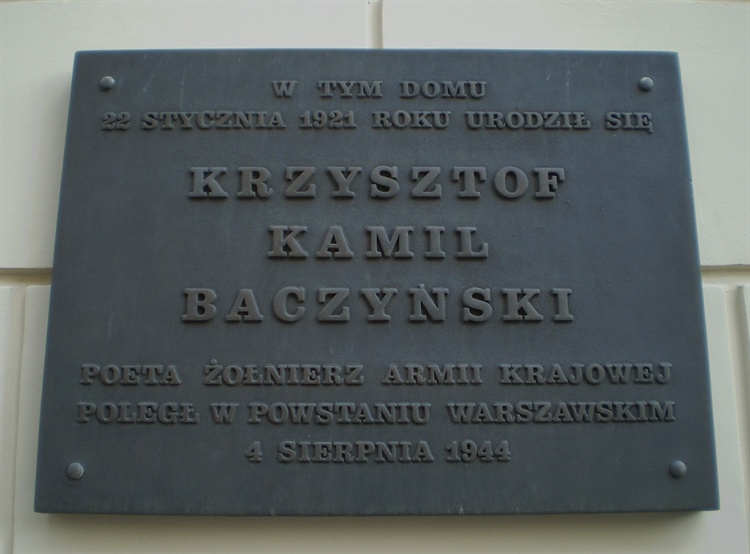 W TYM DOMU
22 STYCZNIA 1921 ROKU URODZIŁ SIĘ
KRZYSZTOF
KAMIL
BACZYŃSKI
POETA ŻOŁNIERZ ARMII KRAJOWEJ
POLEGŁ W POWSTANIU WARSZAWSKIM
4 SIERPNIA 1944